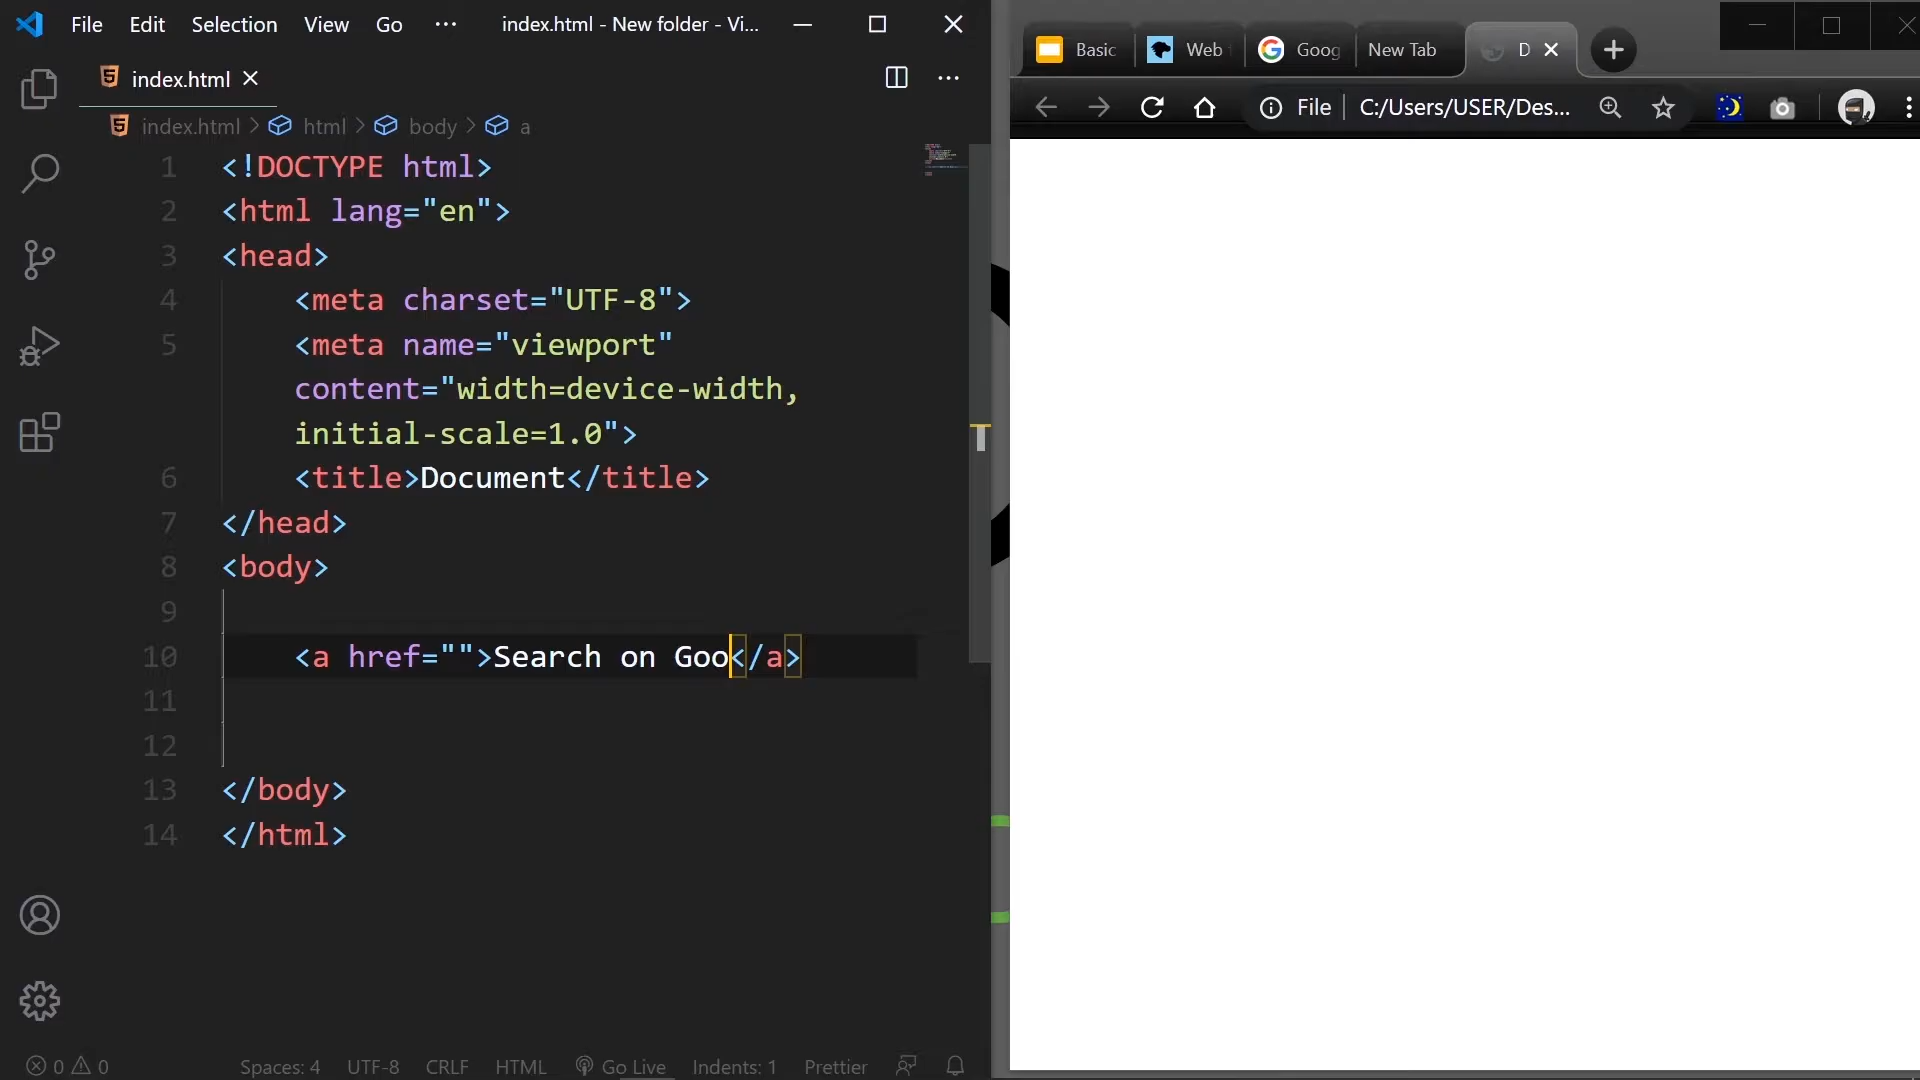 File Edit Selection View Go ··· index.html - New folder - Vi...
index.html
index.html > html > body > a
1 <!DOCTYPE html>
2 <html lang="en">
3 <head>
4 <meta charset="UTF-8">
5 <meta name="viewport"
content="width=device-width,
initial-scale=1.0">
6 <title>Document</title>
7 </head>
8 <body>
9
10 <a href="">Search on Goo</a>
11
12
13 </body>
14 </html>
0 0 Spaces: 4 UTF-8 CRLF HTML Go Live Indents: 1 Prettier
Basic Web Goog New Tab D
File C:/Users/USER/Des...